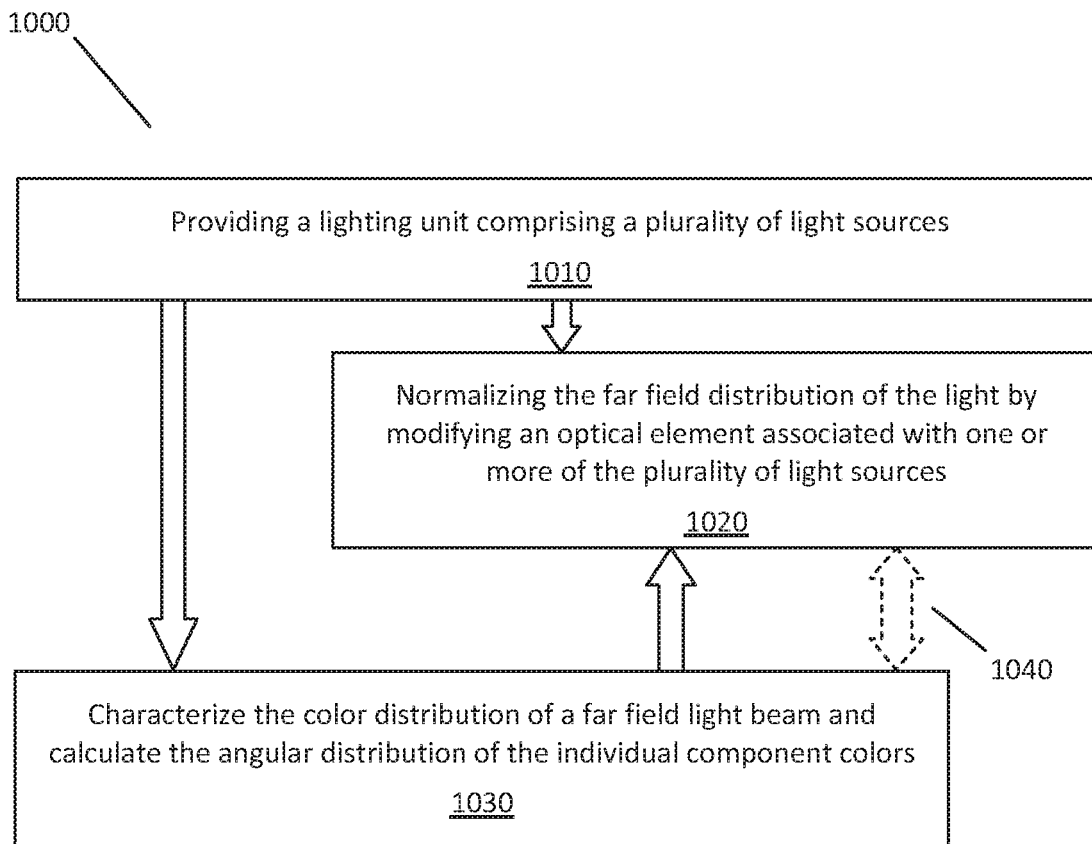 1000
Providing a lighting unit comprising a plurality of light sources
1010
Normalizing the far field distribution of the light by
modifying an optical element associated with one or
more of the plurality of light sources
1020
1040
Characterize the color distribution of a far field light beam and
calculate the angular distribution of the individual component colors
1030